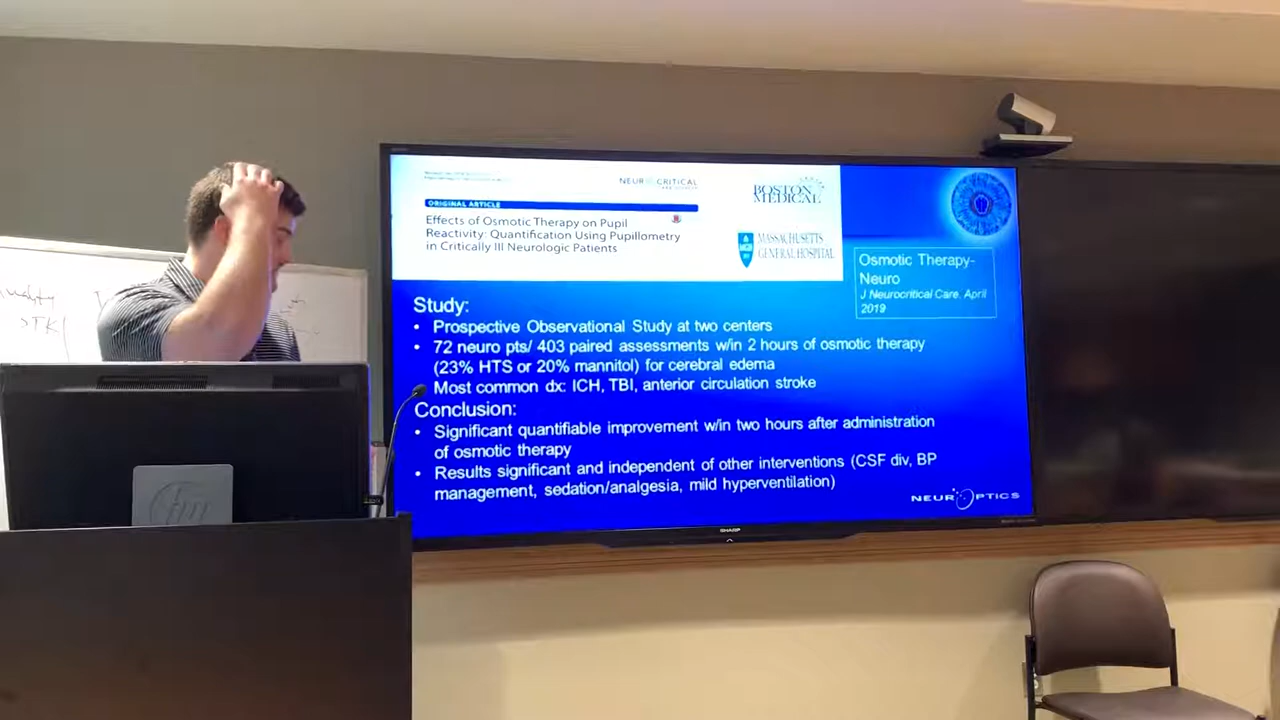 NEUROCRITICAL
ORIGINAL ARTICLE
Effects of Osmotic Therapy on Pupil
Reactivity: Quantification Using Pupillometry
in Critically Ill Neurologic Patients
BOSTON
MEDICAL
MASSACHUSETTS
GENERAL HOSPITAL
Osmotic Therapy-
Neuro
J Neurocritical Care. April
2019
Study:
• Prospective Observational Study at two centers
• 72 neuro pts/ 403 paired assessments w/in 2 hours of osmotic therapy
(23% HTS or 20% mannitol) for cerebral edema
• Most common dx: ICH, TBI, anterior circulation stroke
Conclusion:
• Significant quantifiable improvement w/in two hours after administration
of osmotic therapy
• Results significant and independent of other interventions (CSF div, BP
management, sedation/analgesia, mild hyperventilation)
NEUROPTICS
SHARP
hp